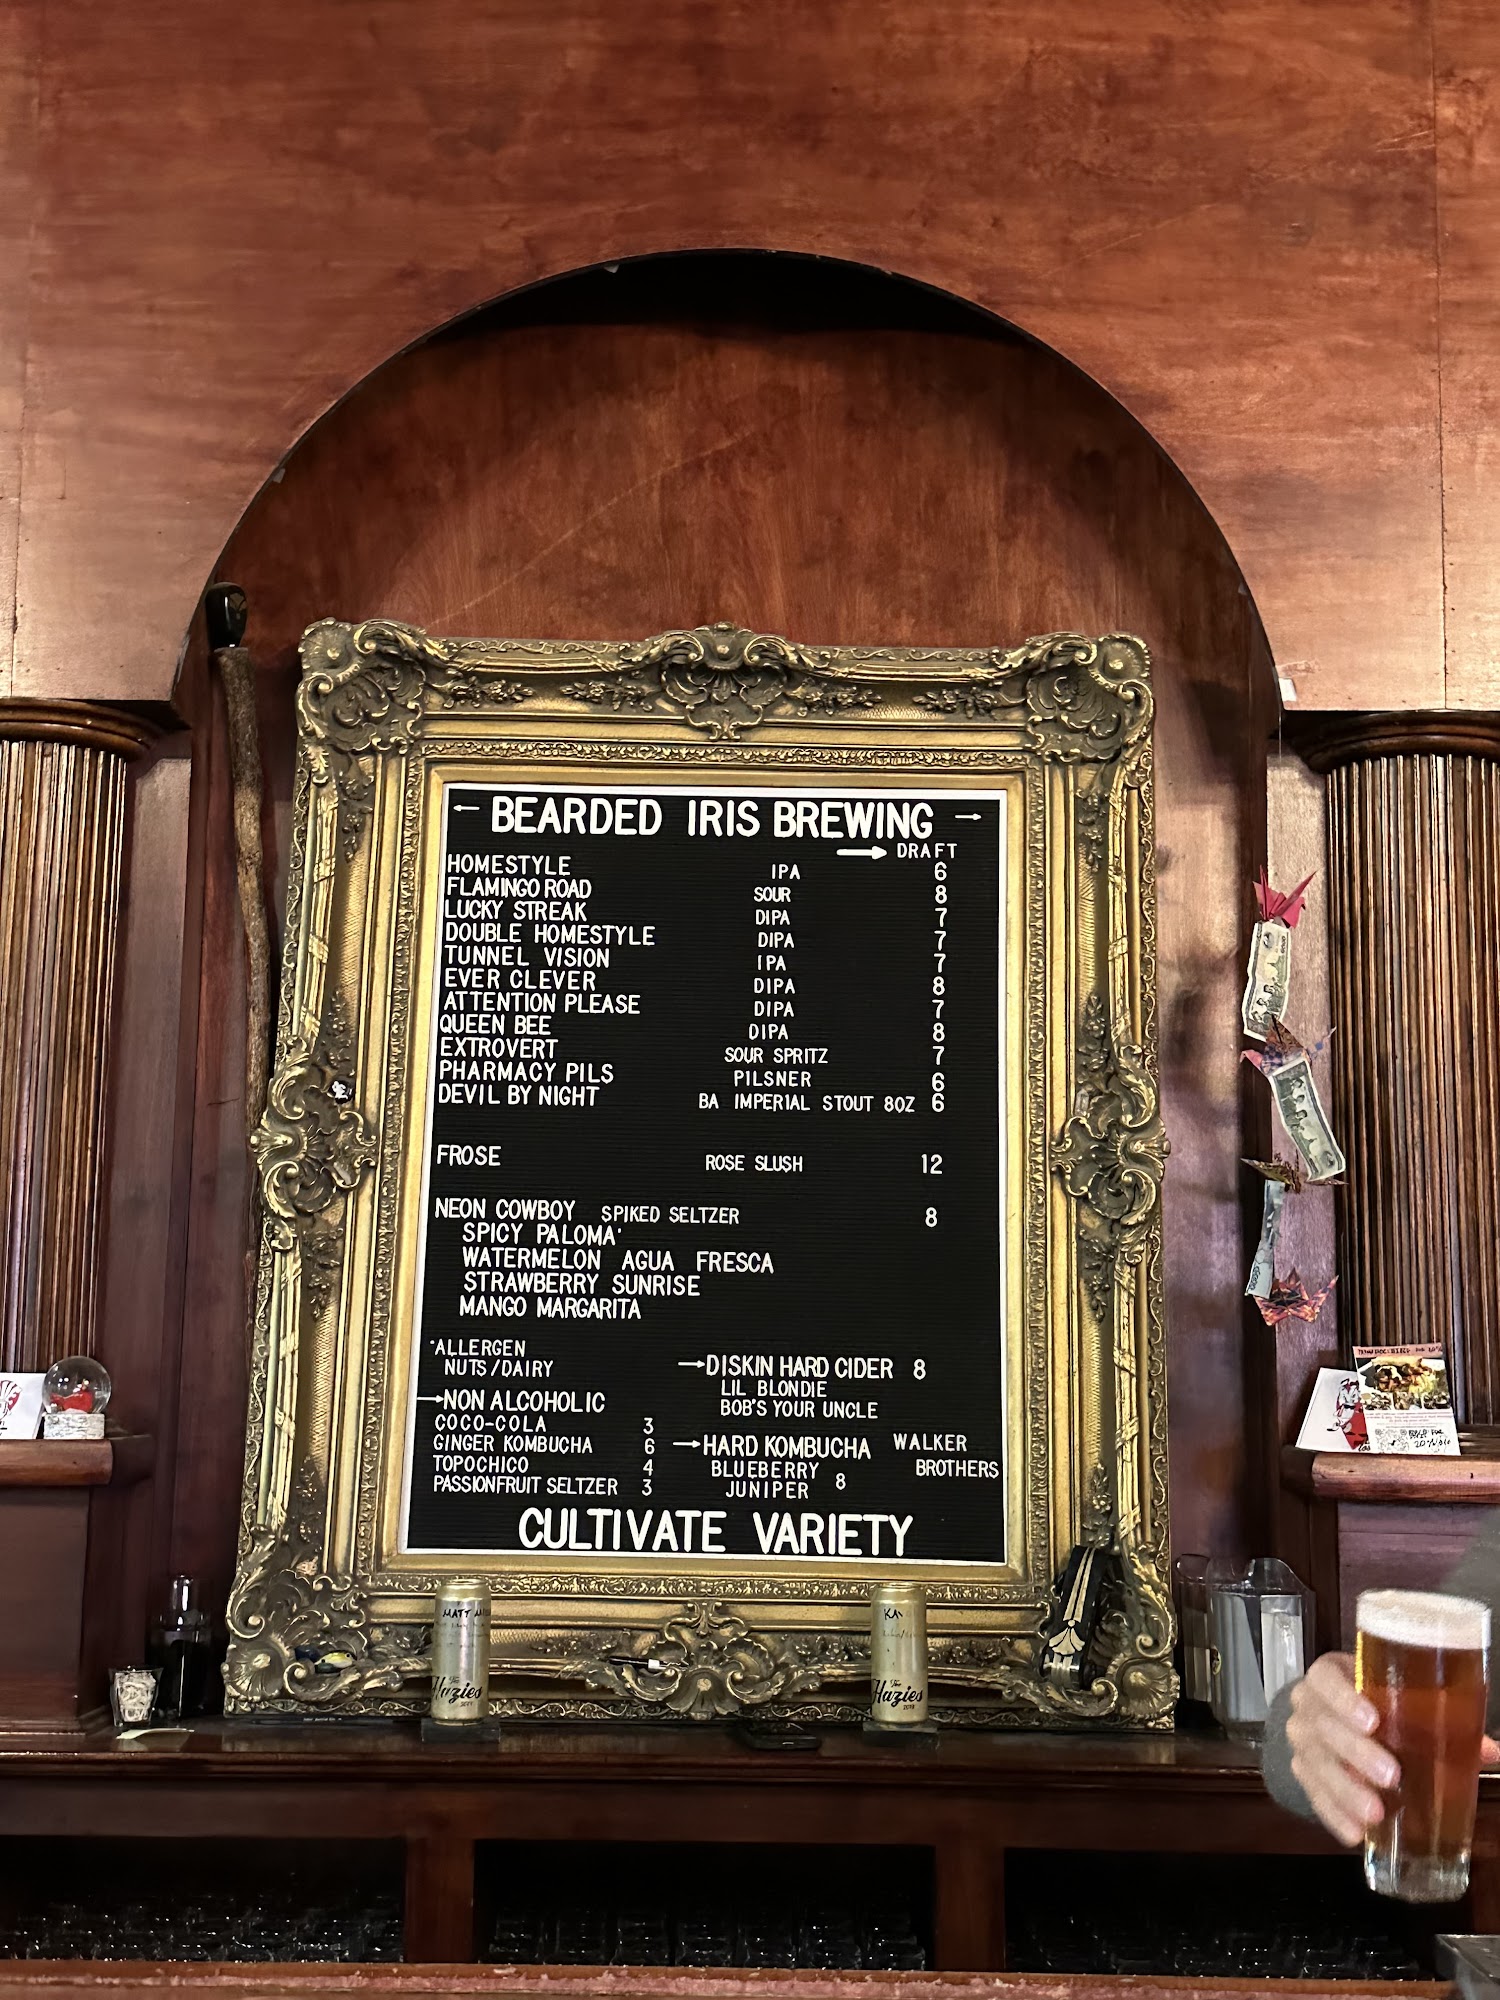 ← BEARDED IRIS BREWING →
→ DRAFT
HOMESTYLE IPA 6
FLAMINGO ROAD SOUR 8
LUCKY STREAK DIPA 7
DOUBLE HOMESTYLE DIPA 7
TUNNEL VISION IPA 7
EVER CLEVER DIPA 8
ATTENTION PLEASE DIPA 7
QUEEN BEE DIPA 8
EXTROVERT SOUR SPRITZ 7
PHARMACY PILS PILSNER 6
DEVIL BY NIGHT BA IMPERIAL STOUT 8OZ 6
FROSE ROSE SLUSH 12
NEON COWBOY SPIKED SELTZER 8
SPICY PALOMA'
WATERMELON AGUA FRESCA
STRAWBERRY SUNRISE
MANGO MARGARITA
'ALLERGEN
NUTS/DAIRY
→NON ALCOHOLIC
COCO-COLA 3
GINGER KOMBUCHA 6
TOPOCHICO 4
PASSIONFRUIT SELTZER 3
→DISKIN HARD CIDER 8
LIL BLONDIE
BOB'S YOUR UNCLE
→HARD KOMBUCHA WALKER
BLUEBERRY BROTHERS
JUNIPER 8
CULTIVATE VARIETY
MATT
The
Hazies
KAY
The
Hazies